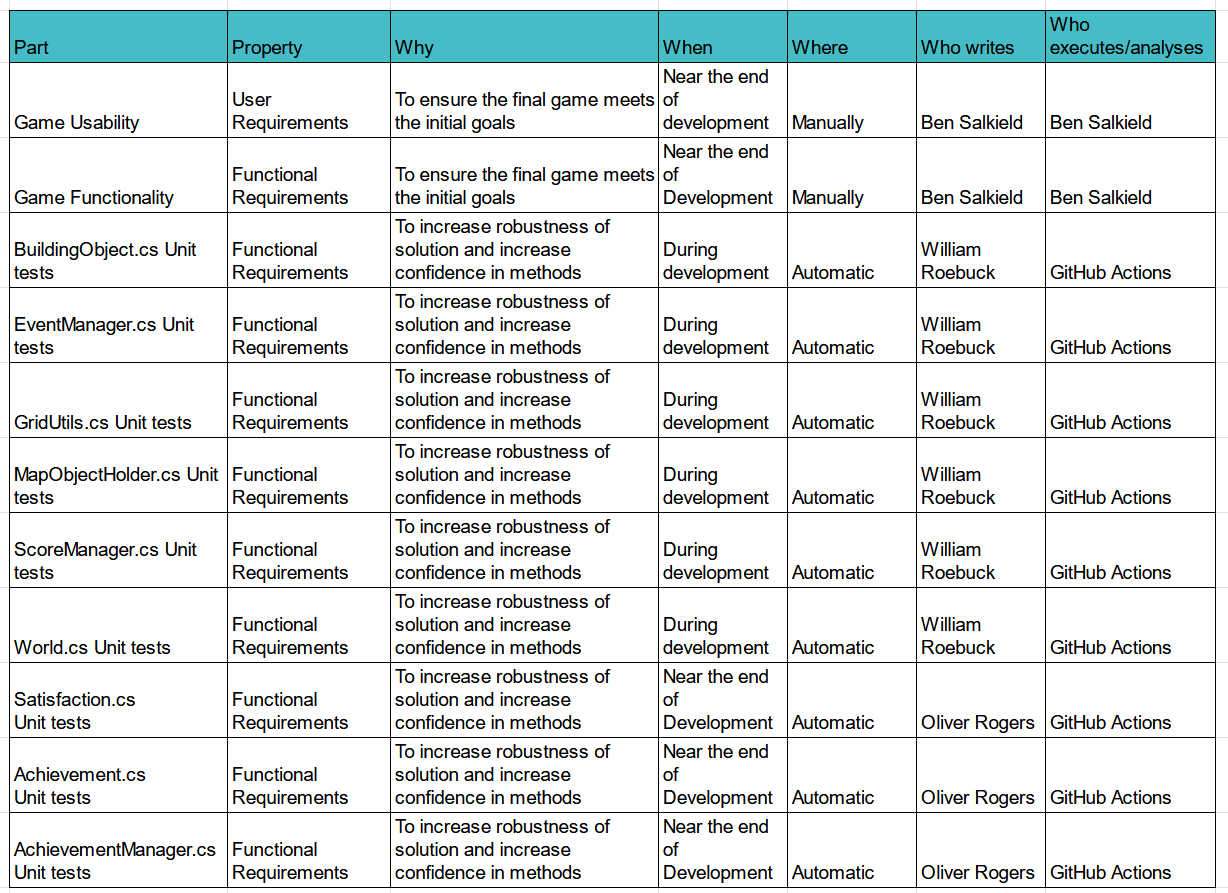 Part Property Why When Where Who writes Who
executes/analyses
Game Usability User
Requirements To ensure the final game meets
the initial goals Near the end
of
development Manually Ben Salkield Ben Salkield
Game Functionality Functional
Requirements To ensure the final game meets
the initial goals Near the end
of
Development Manually Ben Salkield Ben Salkield
BuildingObject.cs Unit
tests Functional
Requirements To increase robustness of
solution and increase
confidence in methods During
development Automatic William
Roebuck GitHub Actions
EventManager.cs Unit
tests Functional
Requirements To increase robustness of
solution and increase
confidence in methods During
development Automatic William
Roebuck GitHub Actions
GridUtils.cs Unit tests Functional
Requirements To increase robustness of
solution and increase
confidence in methods During
development Automatic William
Roebuck GitHub Actions
MapObjectHolder.cs Unit
tests Functional
Requirements To increase robustness of
solution and increase
confidence in methods During
development Automatic William
Roebuck GitHub Actions
ScoreManager.cs Unit
tests Functional
Requirements To increase robustness of
solution and increase
confidence in methods During
development Automatic William
Roebuck GitHub Actions
World.cs Unit tests Functional
Requirements To increase robustness of
solution and increase
confidence in methods During
development Automatic William
Roebuck GitHub Actions
Satisfaction.cs
Unit tests Functional
Requirements To increase robustness of
solution and increase
confidence in methods Near the end
of
Development Automatic Oliver Rogers GitHub Actions
Achievement.cs
Unit tests Functional
Requirements To increase robustness of
solution and increase
confidence in methods Near the end
of
Development Automatic Oliver Rogers GitHub Actions
AchievementManager.cs
Unit tests Functional
Requirements To increase robustness of
solution and increase
confidence in methods Near the end
of
Development Automatic Oliver Rogers GitHub Actions